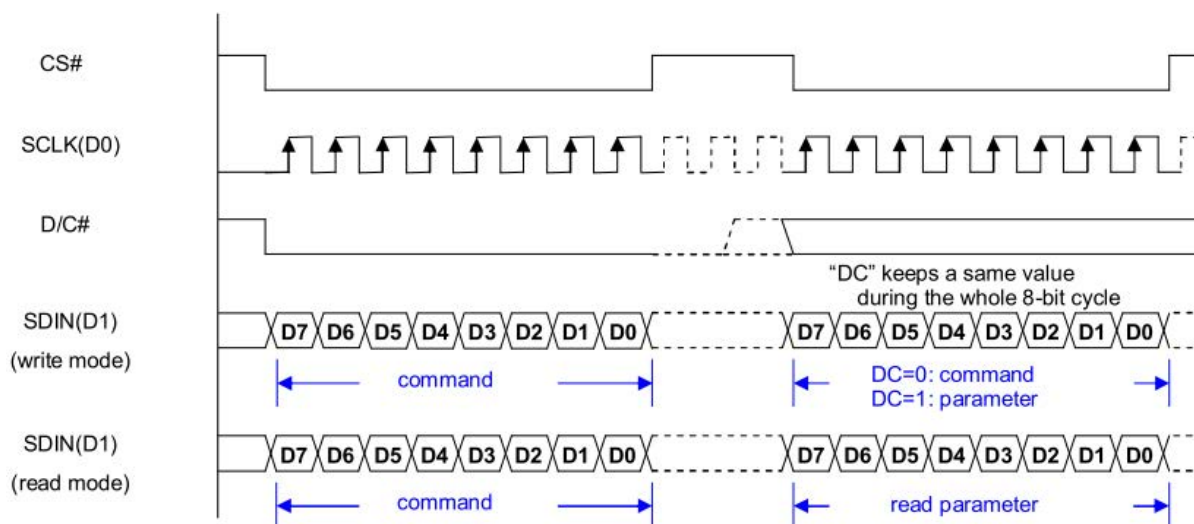 CS#
SCLK(D0)
D/C#
“DC” keeps a same value
during the whole 8-bit cycle
SDIN(D1)
(write mode)
D7 D6 D5 D4 D3 D2 D1 D0 D7 D6 D5 D4 D3 D2 D1 D0
command
DC=0: command
DC=1: parameter
SDIN(D1)
(read mode)
D7 D6 D5 D4 D3 D2 D1 D0 D7 D6 D5 D4 D3 D2 D1 D0
command read parameter